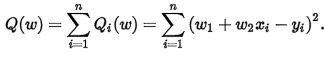 Q(w) = \sum_{i=1}^{n} Q_i(w) = \sum_{i=1}^{n} (w_1 + w_2 x_i - y_i)^2.